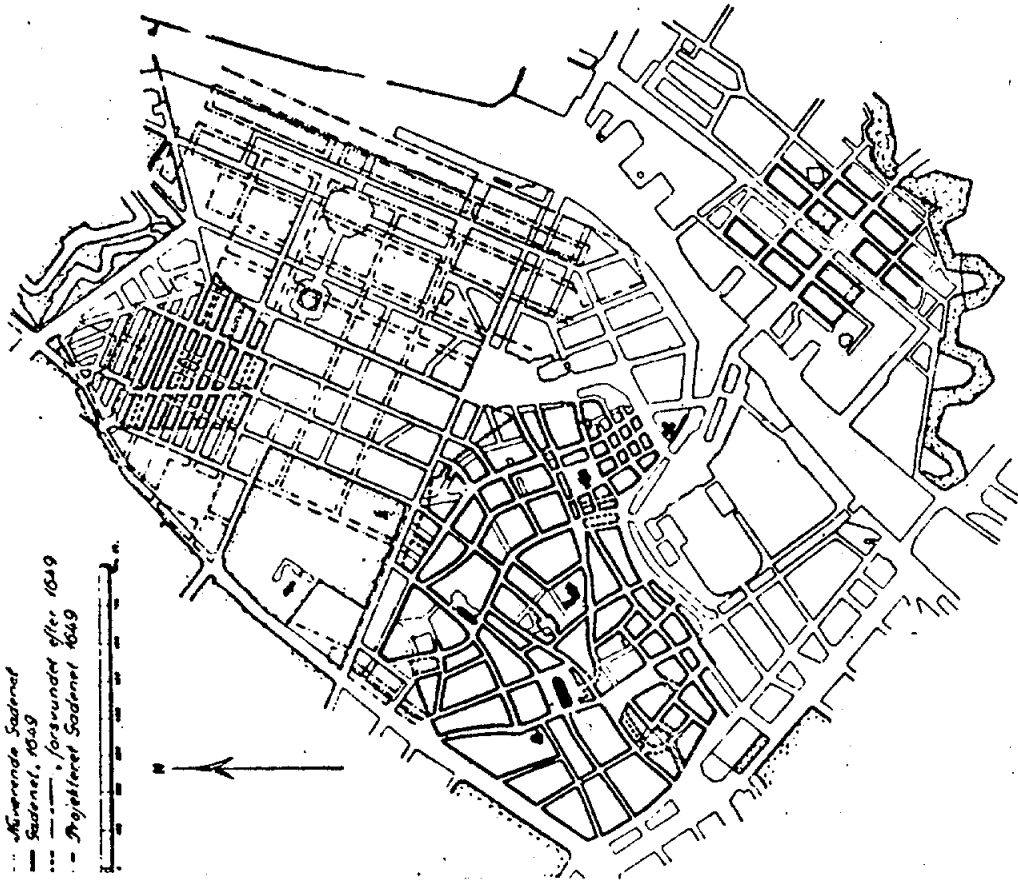 Nuværende Gadenet
Gadenet, 1649
— " — , forsvundet efter 1649
Projekteret Gadenet 1649
N